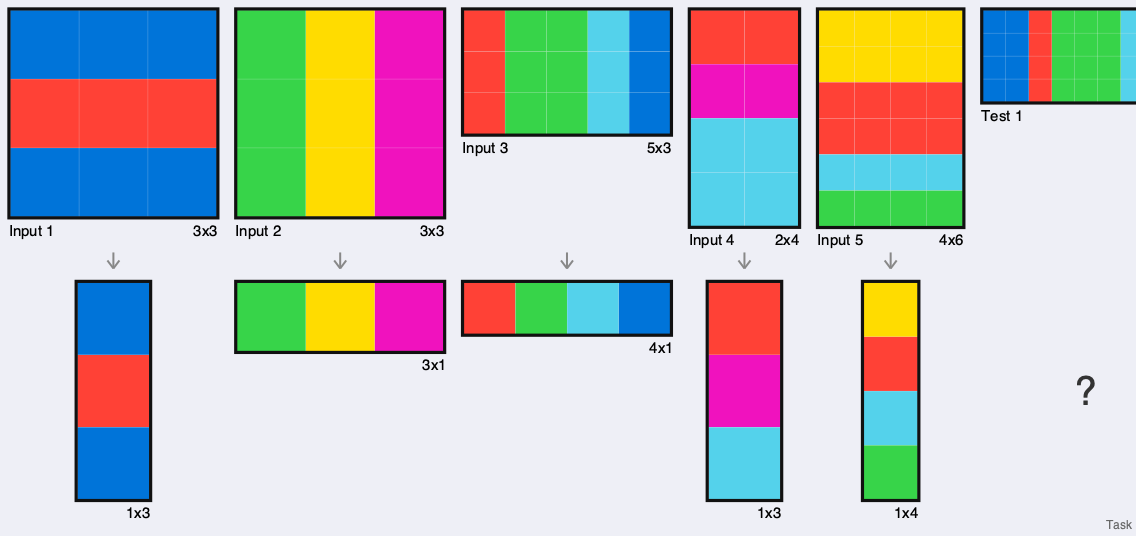 Input 1 3x3
Input 2 3x3
Input 3 5x3
Input 4 2x4
Input 5 4x6
Test 1
1x3
3x1
4x1
1x3
1x4
?
Task